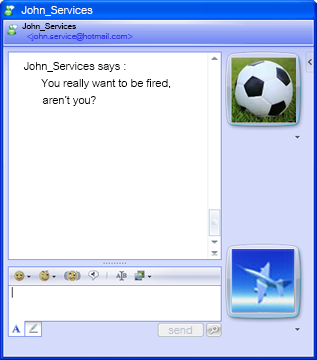 John_Services
John_Services
<john.service@hotmail.com>
John_Services says :
You really want to be fired,
aren't you?
A
send